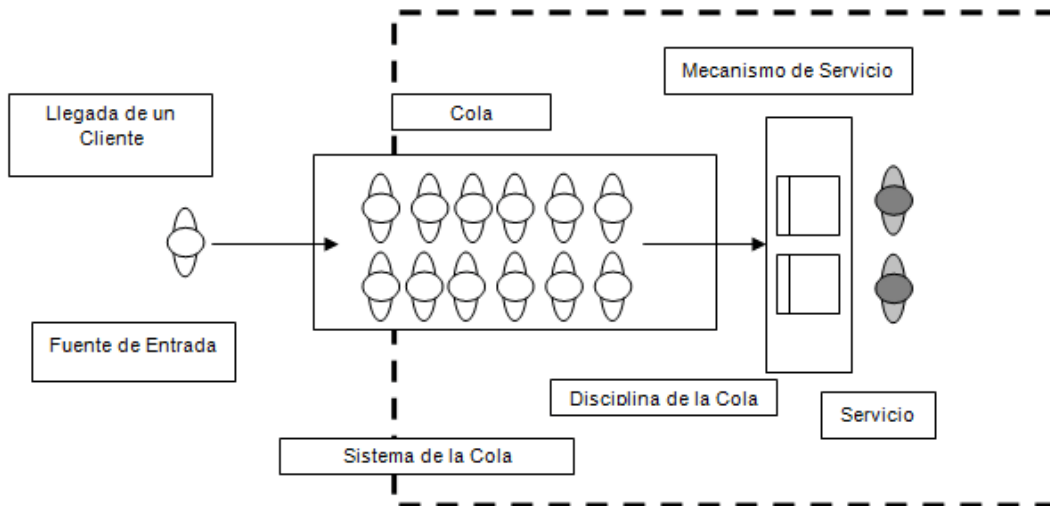 Mecanismo de Servicio
Llegada de un
Cliente
Cola
Fuente de Entrada
Disciplina de la Cola
Servicio
Sistema de la Cola